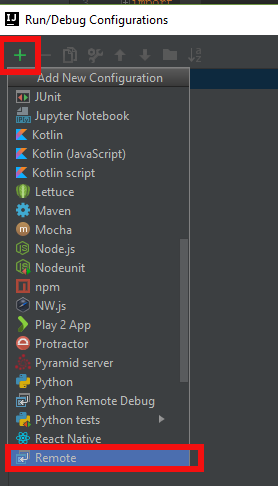 Run/Debug Configurations
Add New Configuration
JUnit
Jupyter Notebook
Kotlin
Kotlin (JavaScript)
Kotlin script
Lettuce
Maven
Mocha
Node.js
Nodeunit
npm
NW.js
Play 2 App
Protractor
Pyramid server
Python
Python Remote Debug
Python tests
React Native
Remote